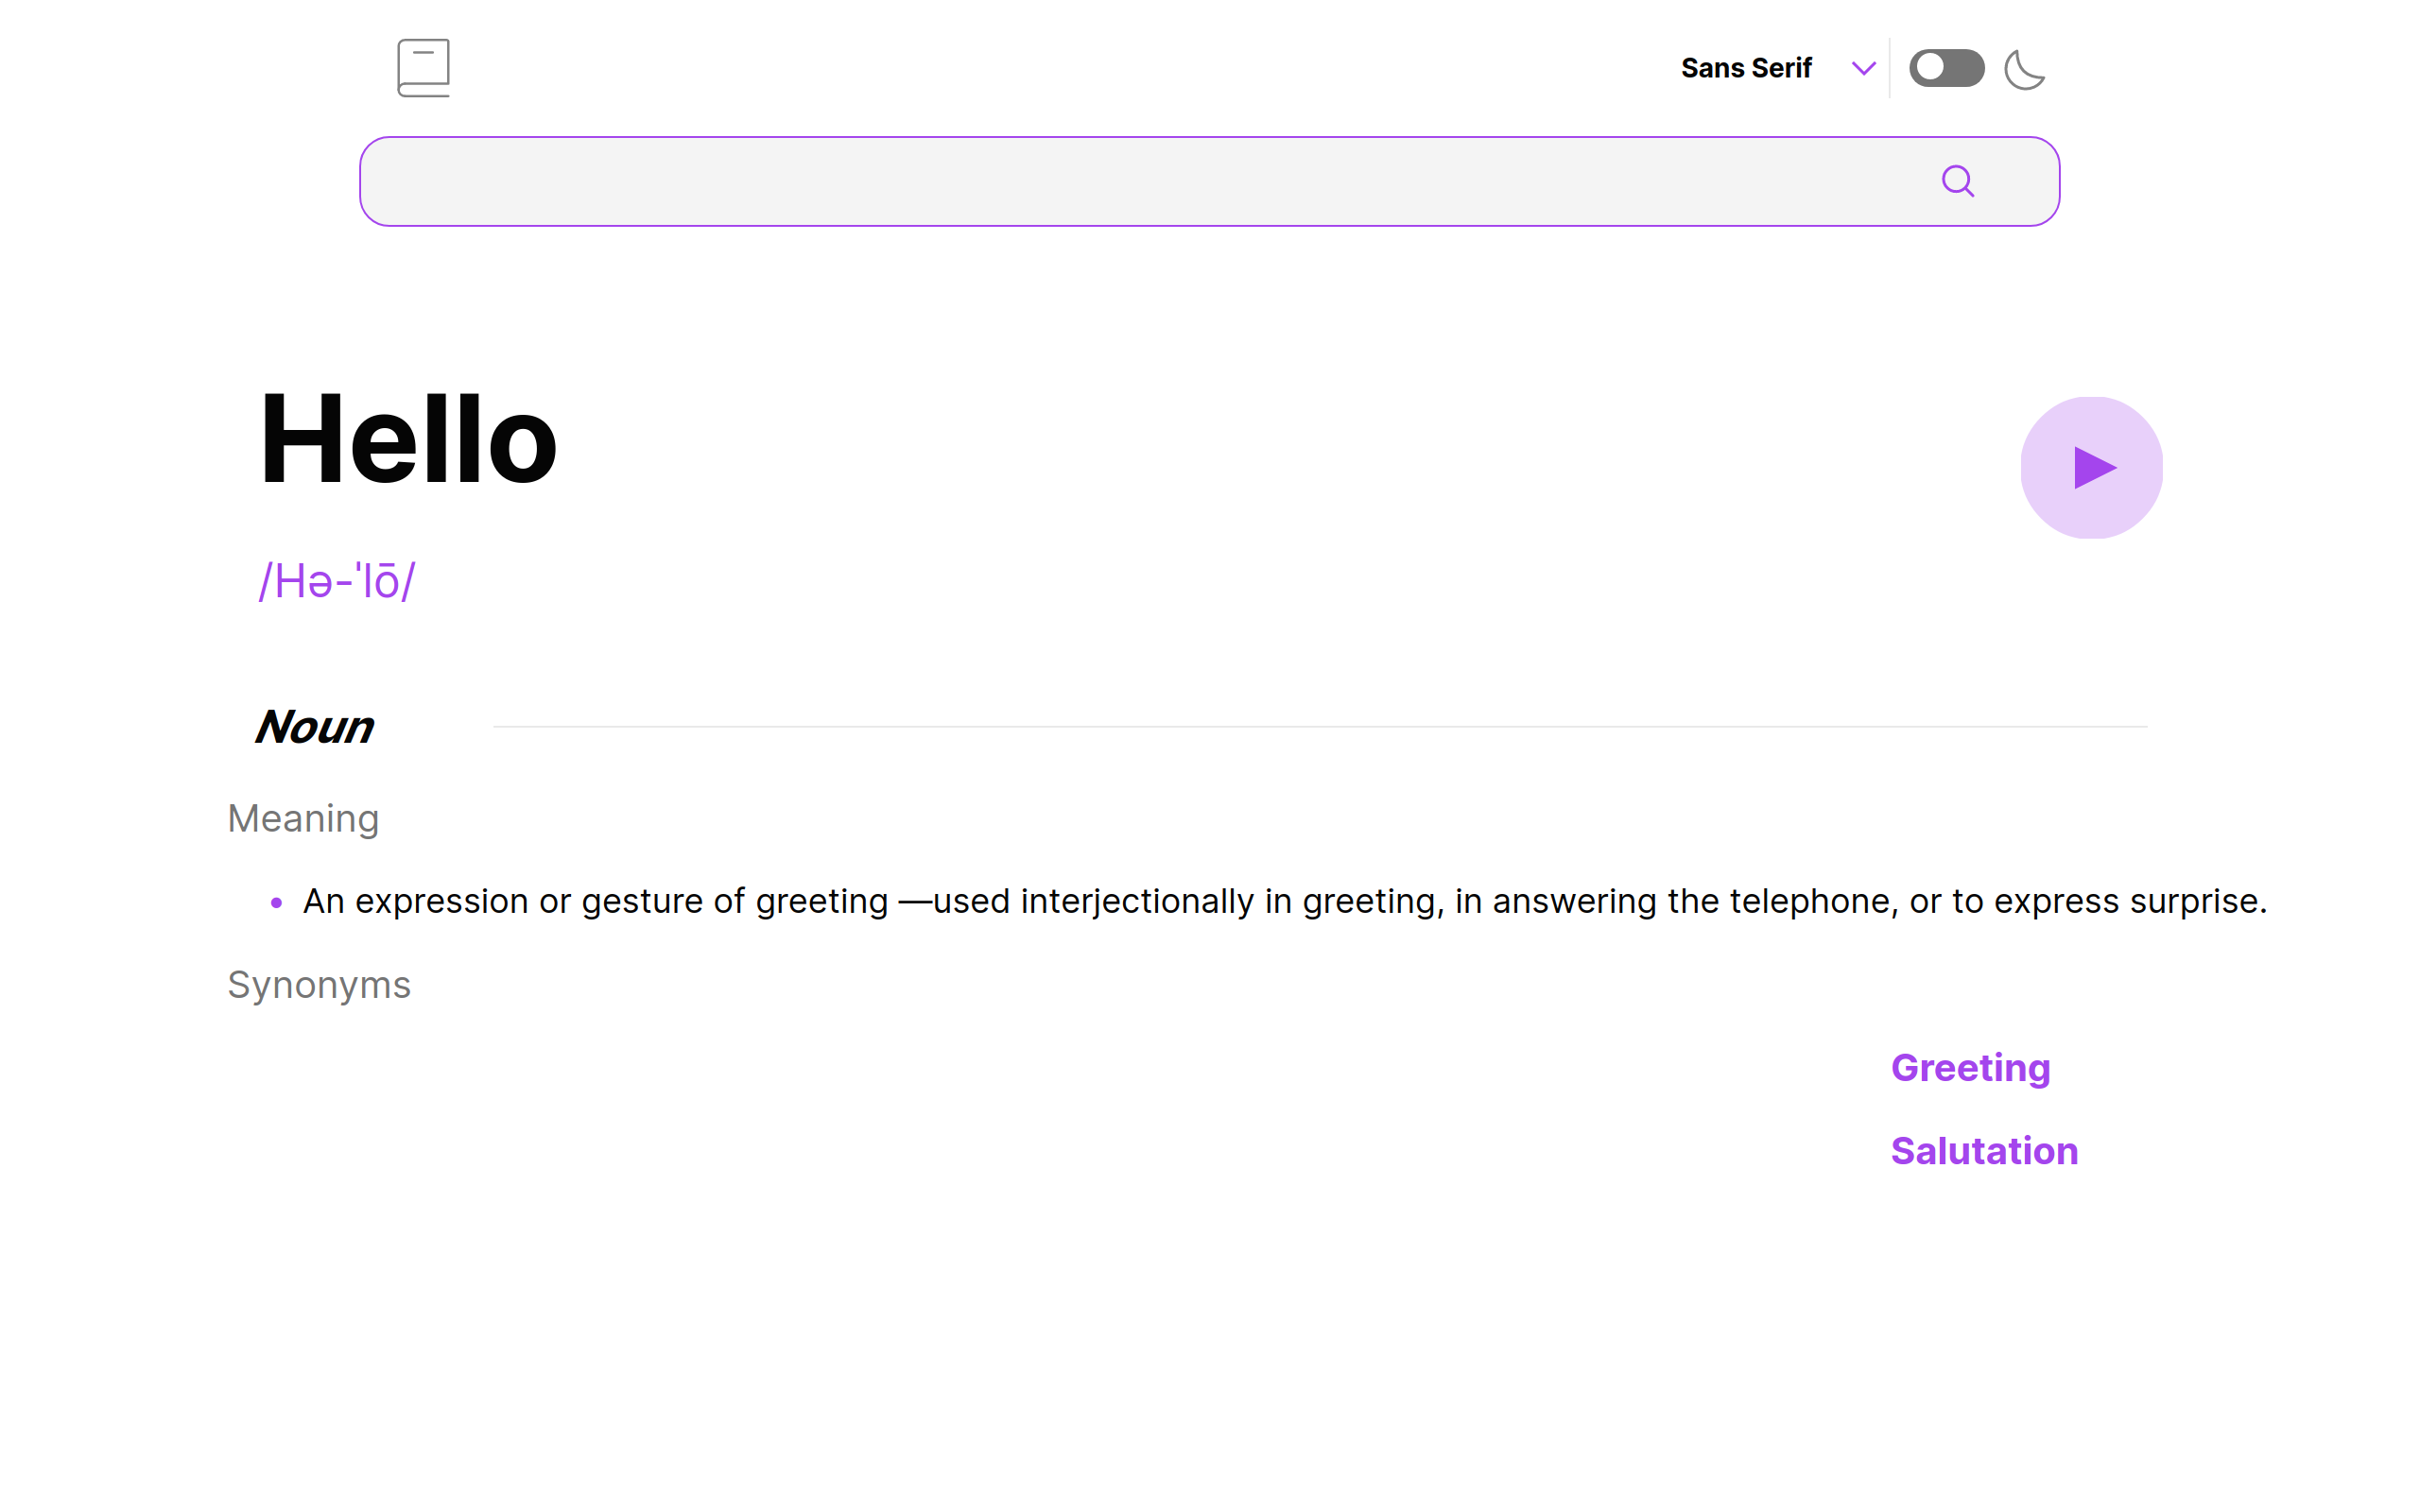 Sans Serif
Hello
/Hə-ˈlō/
Noun
Meaning
An expression or gesture of greeting —used interjectionally in greeting, in answering the telephone, or to express surprise.
Synonyms
Greeting
Salutation